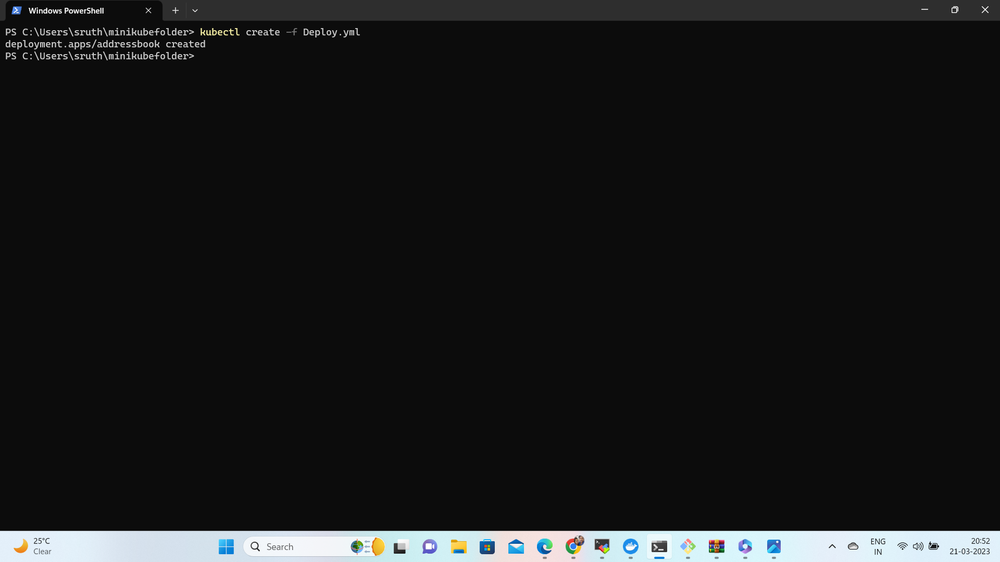 Windows PowerShell
PS C:\Users\sruth\minikubefolder> kubectl create -f Deploy.yml
deployment.apps/addressbook created
PS C:\Users\sruth\minikubefolder>
25°C
Clear
Search
ENG
IN
20:52
21-03-2023